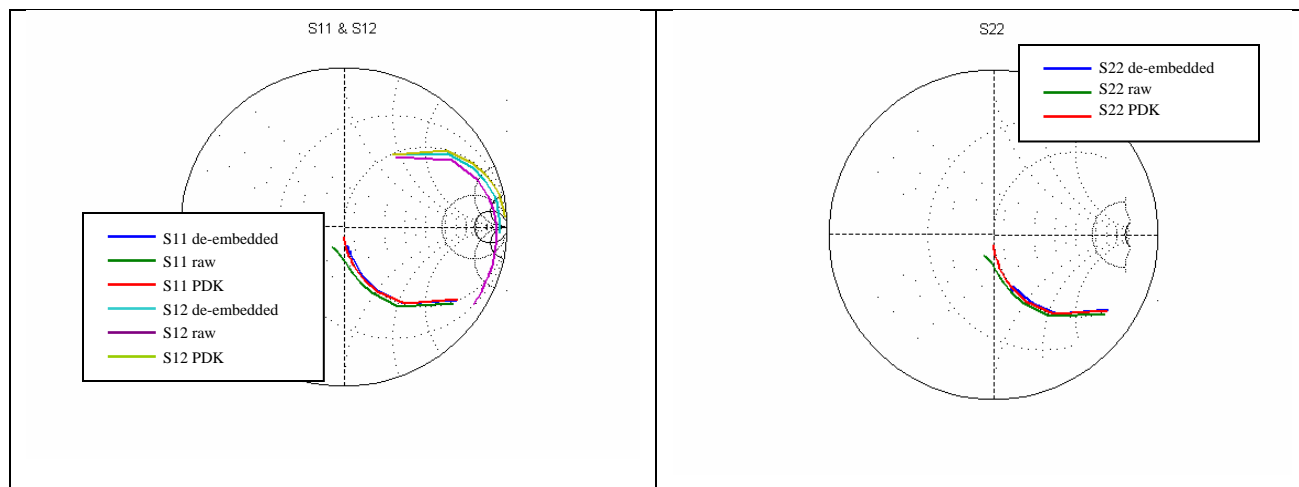 S11 & S12
S11 de-embedded
S11 raw
S11 PDK
S12 de-embedded
S12 raw
S12 PDK
S22
S22 de-embedded
S22 raw
S22 PDK